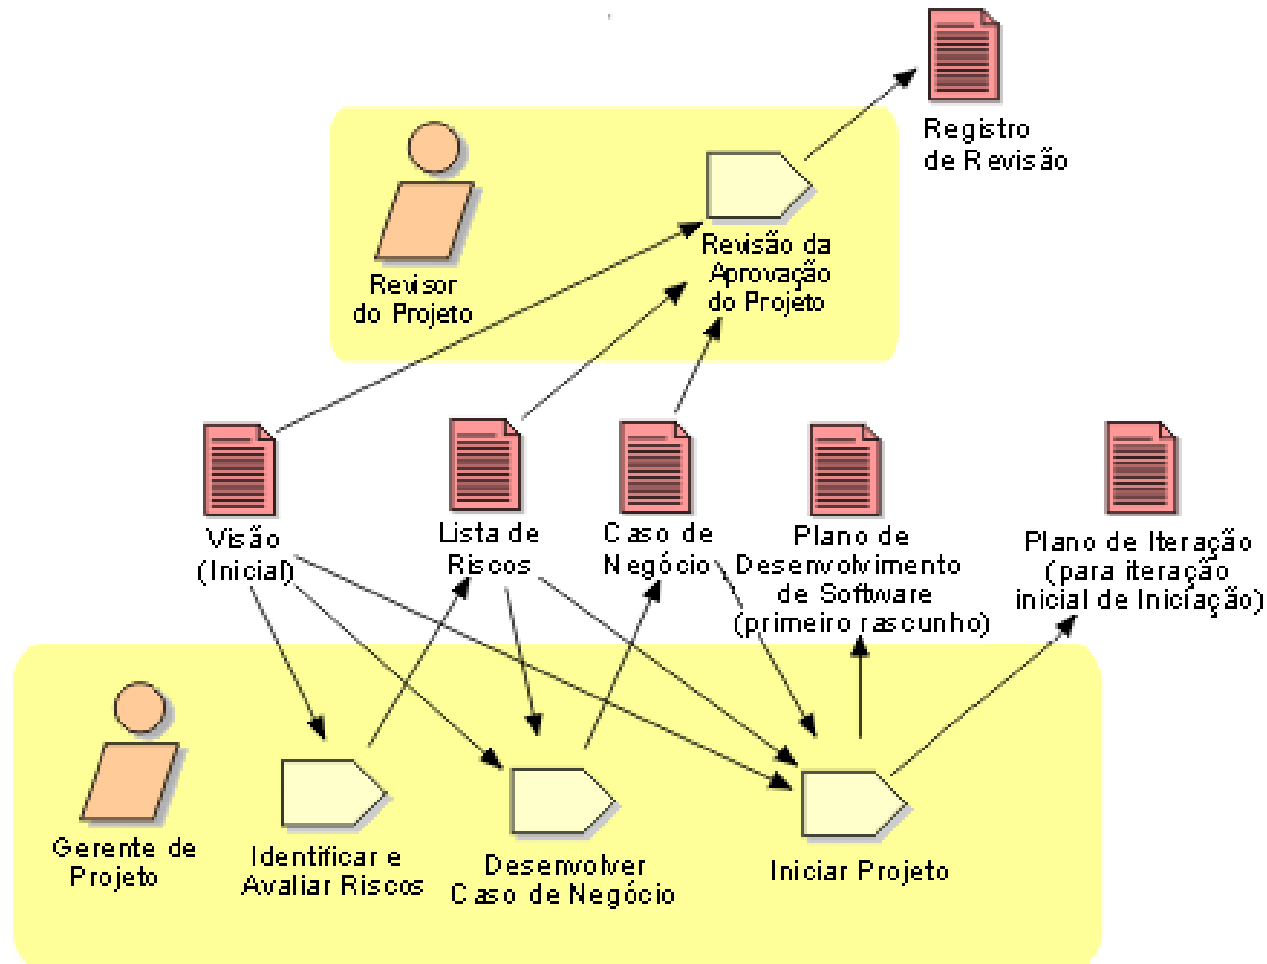 Registro
de Revisão
Revisão da
Aprovação
do Projeto
Revisor
do Projeto
Visão
(Inicial)
Lista de
Riscos
Caso de
Negócio
Plano de
Desenvolvimento
de Software
(primeiro rascunho)
Plano de Iteração
(para iteração
inicial de Iniciação)
Gerente de
Projeto
Identificar e
Avaliar Riscos
Desenvolver
Caso de Negócio
Iniciar Projeto